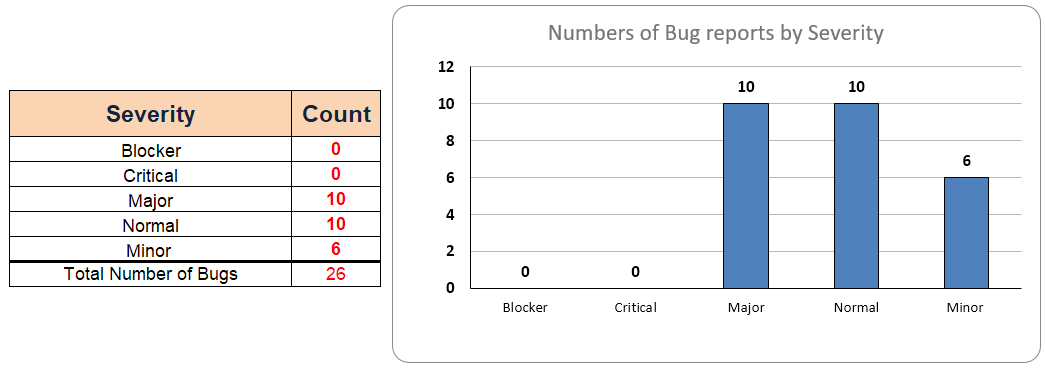 Severity Count
Blocker 0
Critical 0
Major 10
Normal 10
Minor 6
Total Number of Bugs 26
Numbers of Bug reports by Severity
12
10
8
6
4
2
0
0 0 10 10 6
Blocker Critical Major Normal Minor